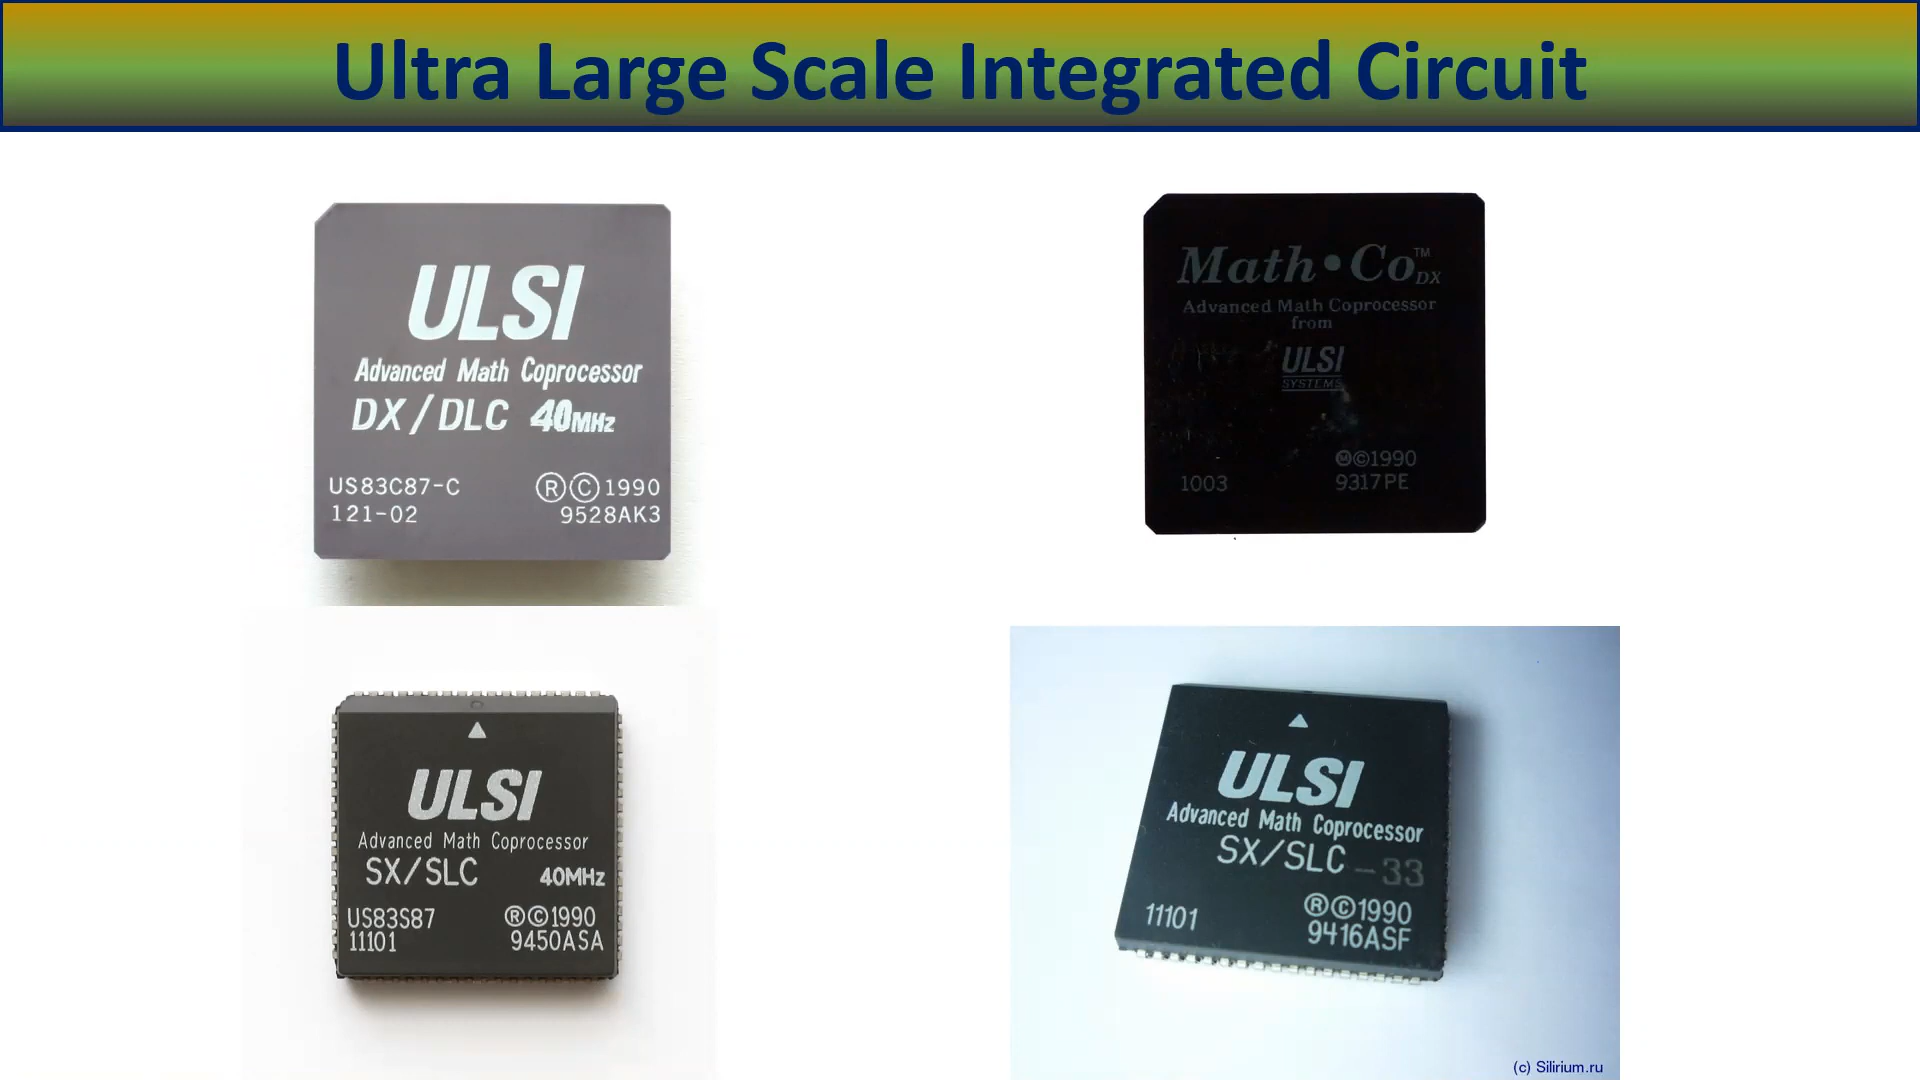 Ultra Large Scale Integrated Circuit
ULSI
Advanced Math Coprocessor
DX/DLC 40MHz
US83C87-C ®©1990
121-02 9528AK3
Math•Co™DX
Advanced Math Coprocessor
from
ULSI
SYSTEMS
Ⓜ©1990
1003 9317PE
ULSI
Advanced Math Coprocessor
SX/SLC 40MHz
US83S87 ®©1990
11101 9450ASA
ULSI
Advanced Math Coprocessor
SX/SLC -33
®©1990
11101 9416ASF
(c) Silirium.ru